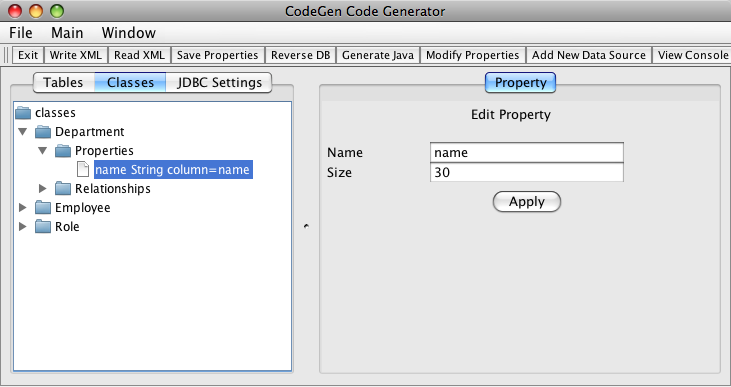 CodeGen Code Generator
File Main Window
Exit Write XML Read XML Save Properties Reverse DB Generate Java Modify Properties Add New Data Source View Console
Tables Classes JDBC Settings
Property
classes
Edit Property
Department
Properties
Name name
name String column=name
Size 30
Relationships
Apply
Employee
Role